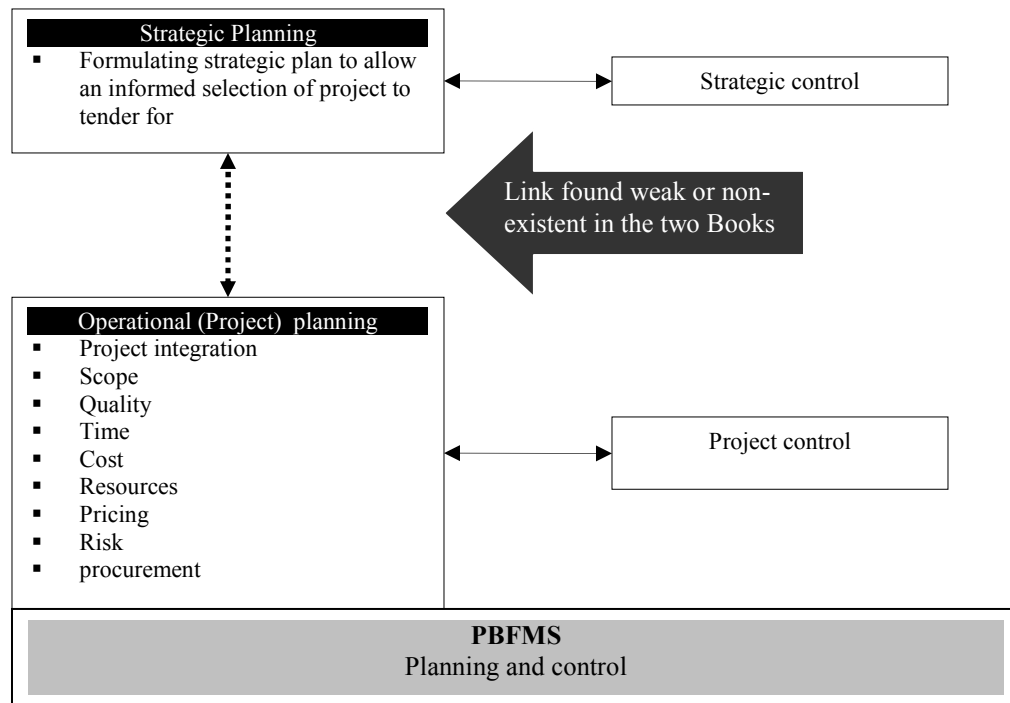 Strategic Planning
▪ Formulating strategic plan to allow
an informed selection of project to
tender for
Strategic control
Link found weak or non-
existent in the two Books
Operational (Project) planning
▪ Project integration
▪ Scope
▪ Quality
▪ Time
▪ Cost
▪ Resources
▪ Pricing
▪ Risk
▪ procurement
Project control
PBFMS
Planning and control